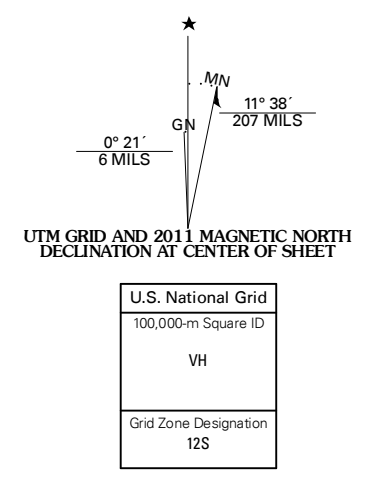 MN
11° 38´
207 MILS
GN
0° 21´
6 MILS
UTM GRID AND 2011 MAGNETIC NORTH
DECLINATION AT CENTER OF SHEET
U.S. National Grid
100,000-m Square ID
VH
Grid Zone Designation
12S